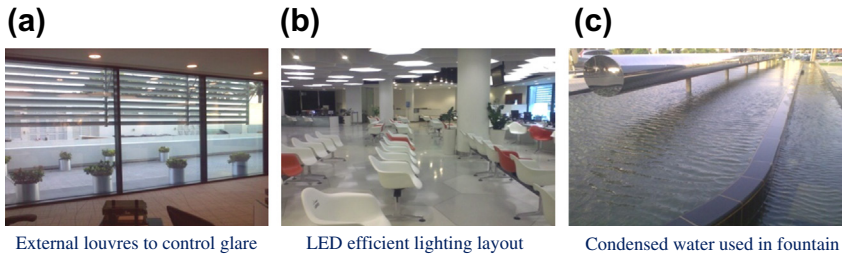 (a)
(b)
(c)
External louvres to control glare
LED efficient lighting layout
Condensed water used in fountain